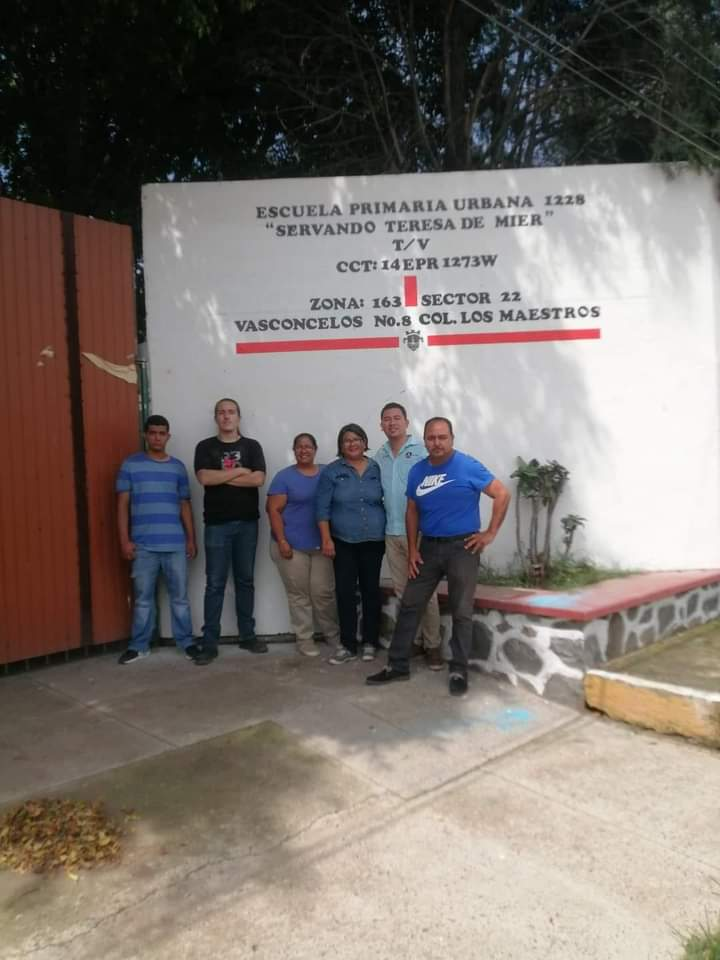 ESCUELA PRIMARIA URBANA 1228
"SERVANDO TERESA DE MIER"
T/V
CCT: 14EPR1273W
ZONA: 163 SECTOR 22
VASCONCELOS No.8 COL. LOS MAESTROS
NIKE